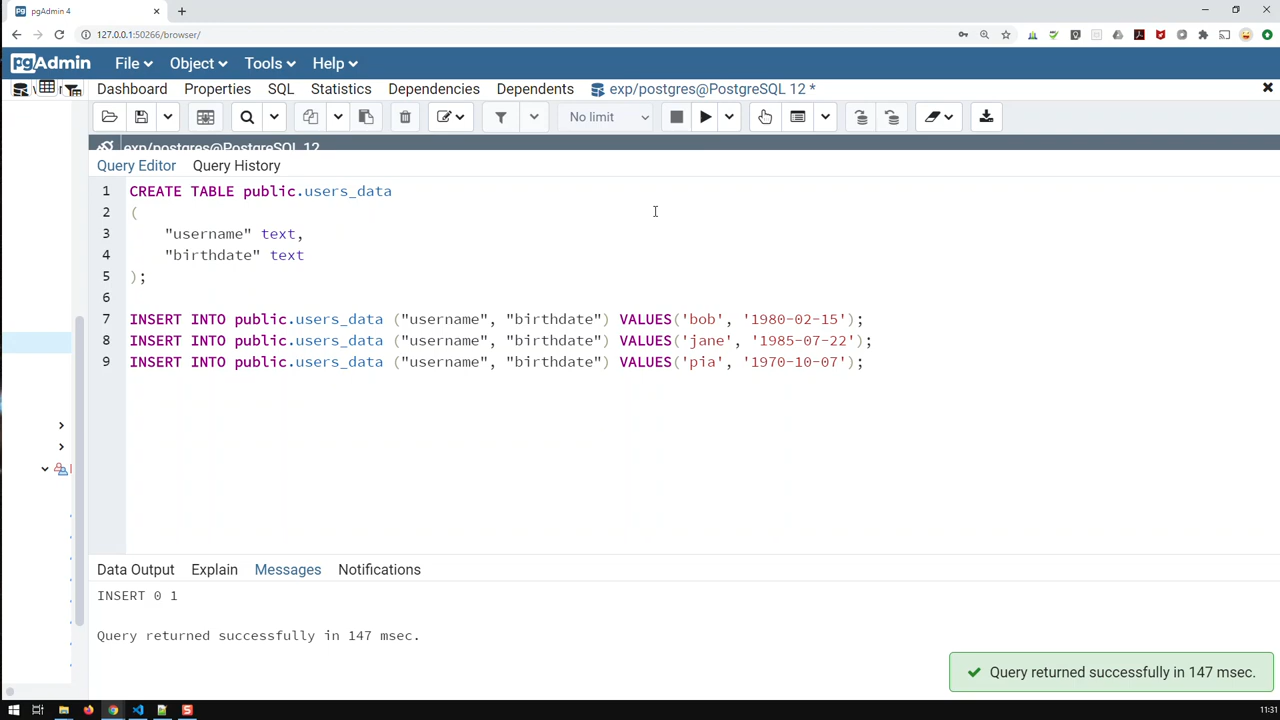 pgAdmin 4
127.0.0.1:50266/browser/
pgAdmin File Object Tools Help
Dashboard Properties SQL Statistics Dependencies Dependents exp/postgres@PostgreSQL 12 *
No limit
exp/postgres@PostgreSQL 12
Query Editor Query History
1 CREATE TABLE public.users_data
2 (
3 "username" text,
4 "birthdate" text
5 );
6
7 INSERT INTO public.users_data ("username", "birthdate") VALUES('bob', '1980-02-15');
8 INSERT INTO public.users_data ("username", "birthdate") VALUES('jane', '1985-07-22');
9 INSERT INTO public.users_data ("username", "birthdate") VALUES('pia', '1970-10-07');
Data Output Explain Messages Notifications
INSERT 0 1
Query returned successfully in 147 msec.
Query returned successfully in 147 msec.
11:31